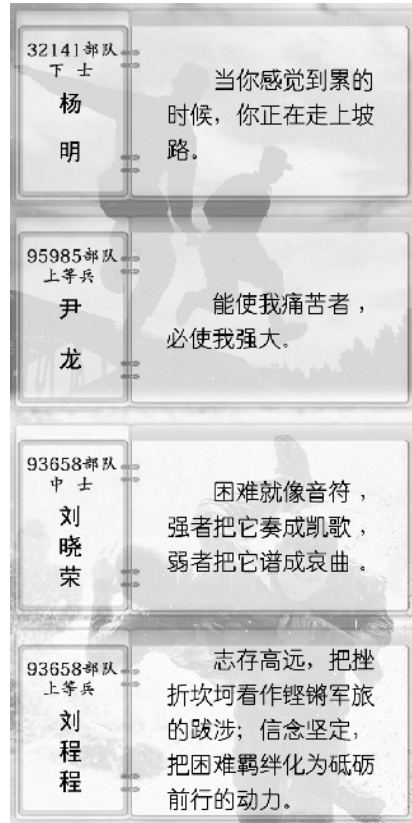 32141部队
下士
杨明
当你感觉到累的
时候，你正在走上坡
路。
95985部队
上等兵
尹龙
能使我痛苦者，
必使我强大。
93658部队
中士
刘晓荣
困难就像音符，
强者把它奏成凯歌，
弱者把它谱成哀曲。
93658部队
上等兵
刘程程
志存高远，把挫
折坎坷看作铿锵军旅
的跋涉；信念坚定，
把困难羁绊化为砥砺
前行的动力。